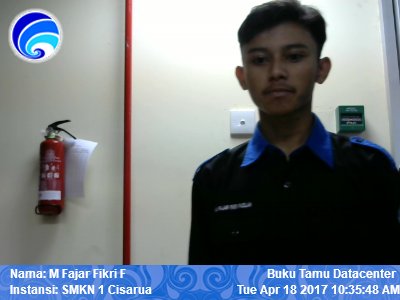 Nama: M Fajar Fikri F
Buku Tamu Datacenter
Instansi: SMKN 1 Cisarua
Tue Apr 18 2017 10:35:48 AM